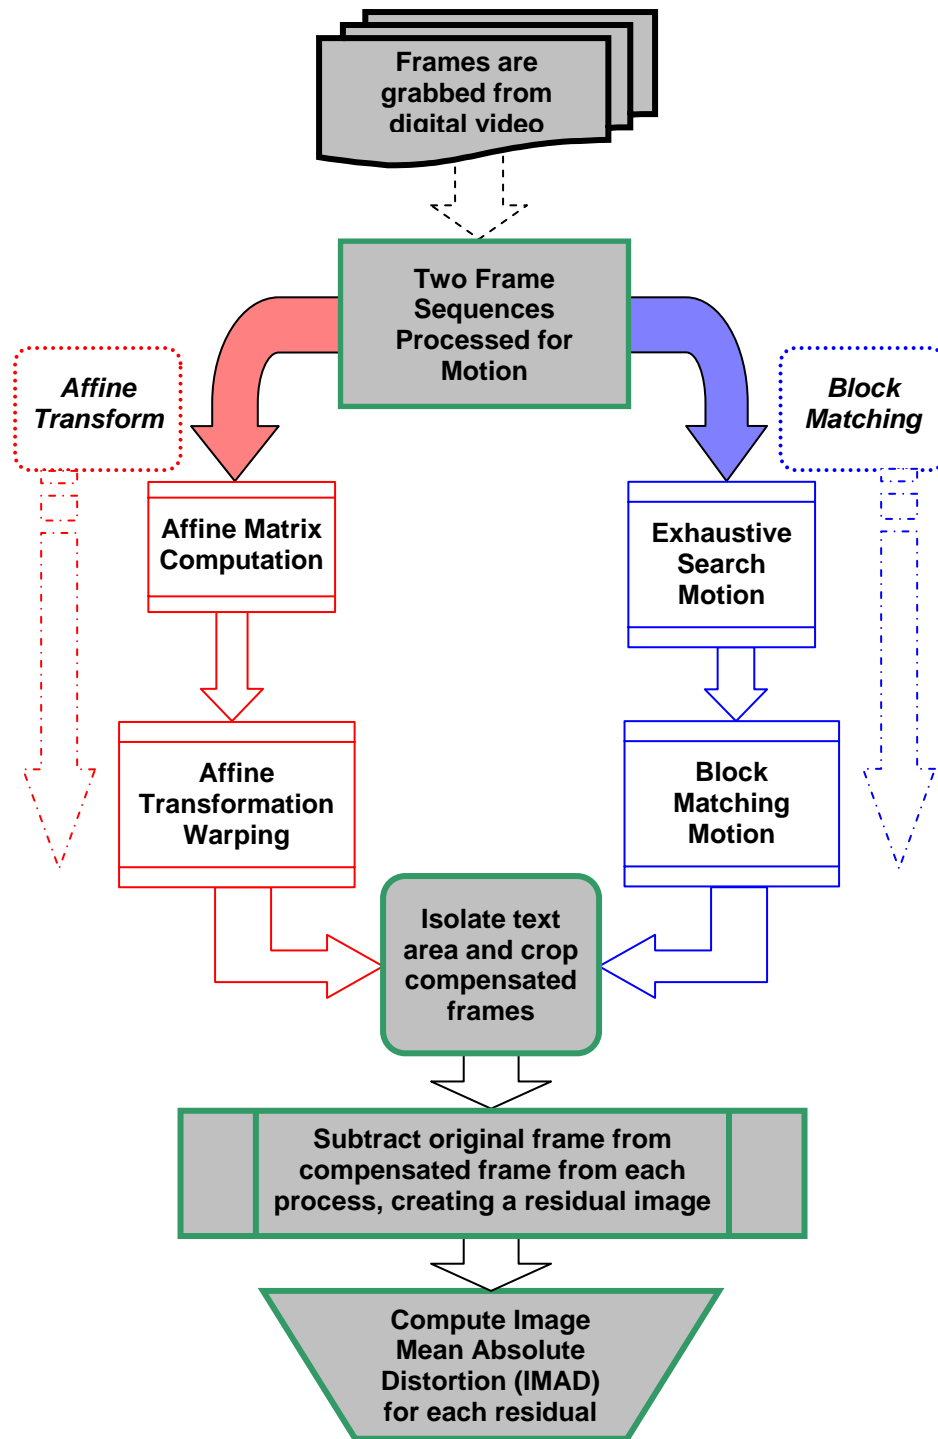 Frames are
grabbed from
digital video
Two Frame
Sequences
Processed for
Motion
Affine
Transform
Block
Matching
Affine Matrix
Computation
Exhaustive
Search
Motion
Affine
Transformation
Warping
Block
Matching
Motion
Isolate text
area and crop
compensated
frames
Subtract original frame from
compensated frame from each
process, creating a residual image
Compute Image
Mean Absolute
Distortion (IMAD)
for each residual